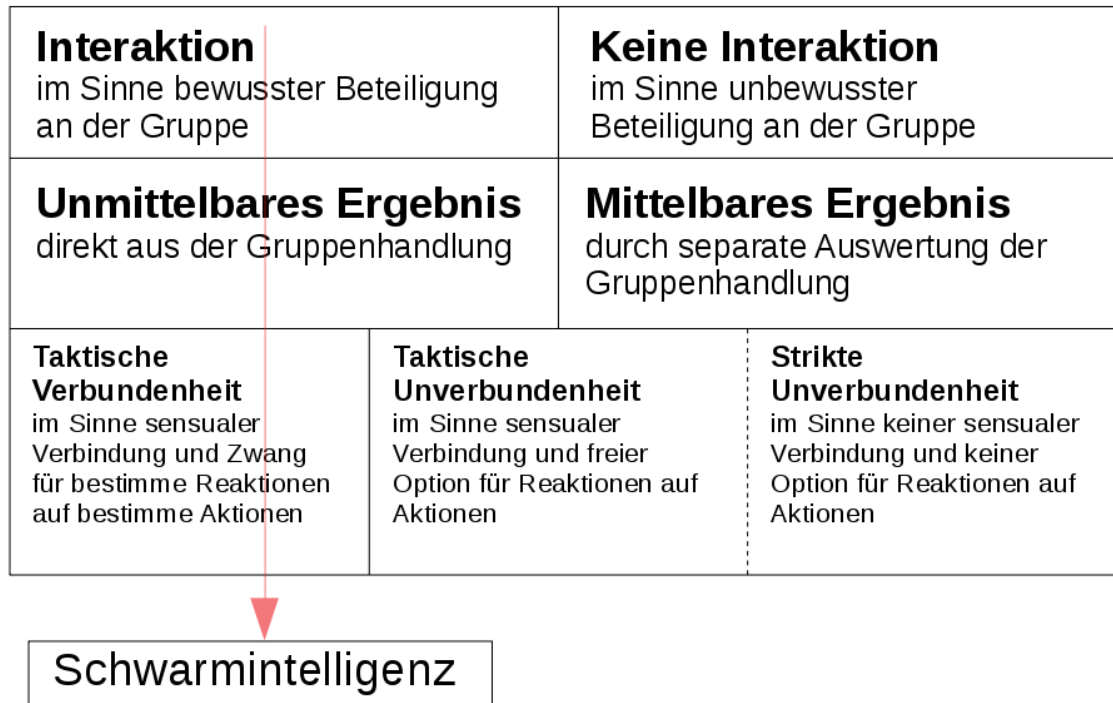 Interaktion
im Sinne bewusster Beteiligung
an der Gruppe
Keine Interaktion
im Sinne unbewusster
Beteiligung an der Gruppe
Unmittelbares Ergebnis
direkt aus der Gruppenhandlung
Mittelbares Ergebnis
durch separate Auswertung der
Gruppenhandlung
Taktische
Verbundenheit
im Sinne sensualer
Verbindung und Zwang
für bestimme Reaktionen
auf bestimme Aktionen
Taktische
Unverbundenheit
im Sinne sensualer
Verbindung und freier
Option für Reaktionen auf
Aktionen
Strikte
Unverbundenheit
im Sinne keiner sensualer
Verbindung und keiner
Option für Reaktionen auf
Aktionen
Schwarmintelligenz